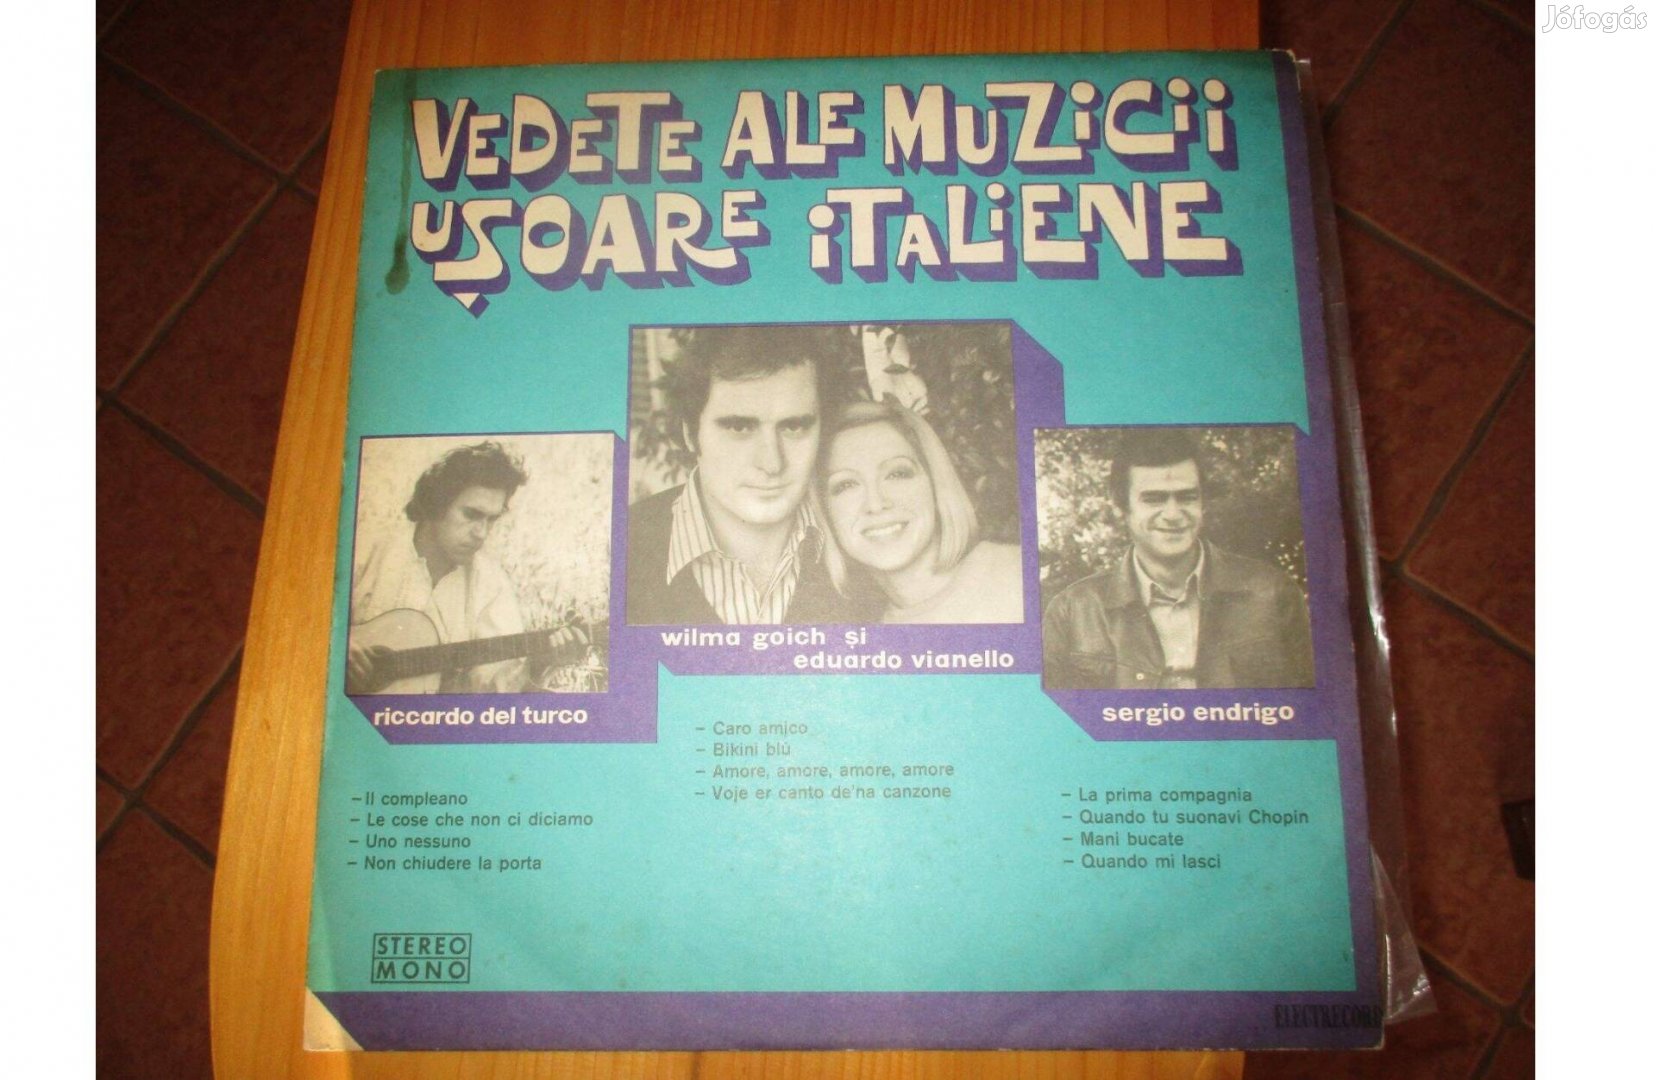 Jófogás
VEDETE ALE MUZICII
UȘOARE ITALIENE
wilma goich și
eduardo vianello
riccardo del turco
sergio endrigo
– Caro amico
– Bikini blù
– Amore, amore, amore, amore
– Voje er canto de'na canzone
– Il compleano
– Le cose che non ci diciamo
– Uno nessuno
– Non chiudere la porta
– La prima compagnia
– Quando tu suonavi Chopin
– Mani bucate
– Quando mi lasci
STEREO
MONO
ELECTRECORD